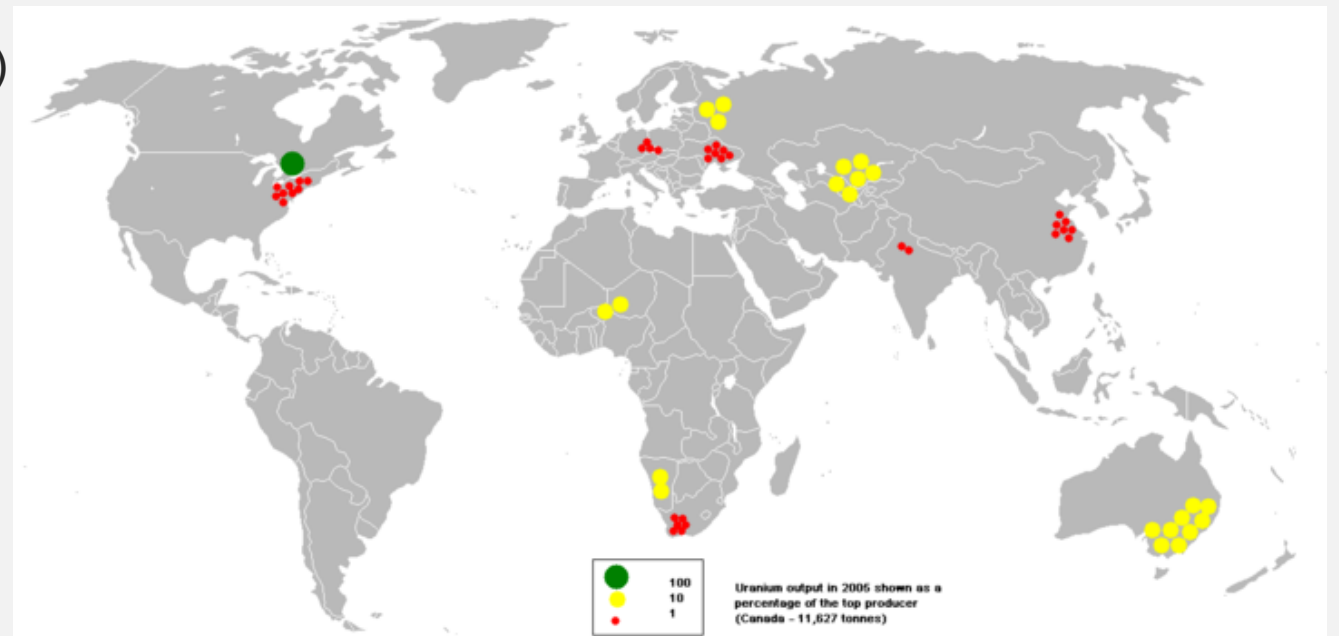 )
100
10
1
Uranium output in 2005 shown as a
percentage of the top producer
(Canada - 11,627 tonnes)